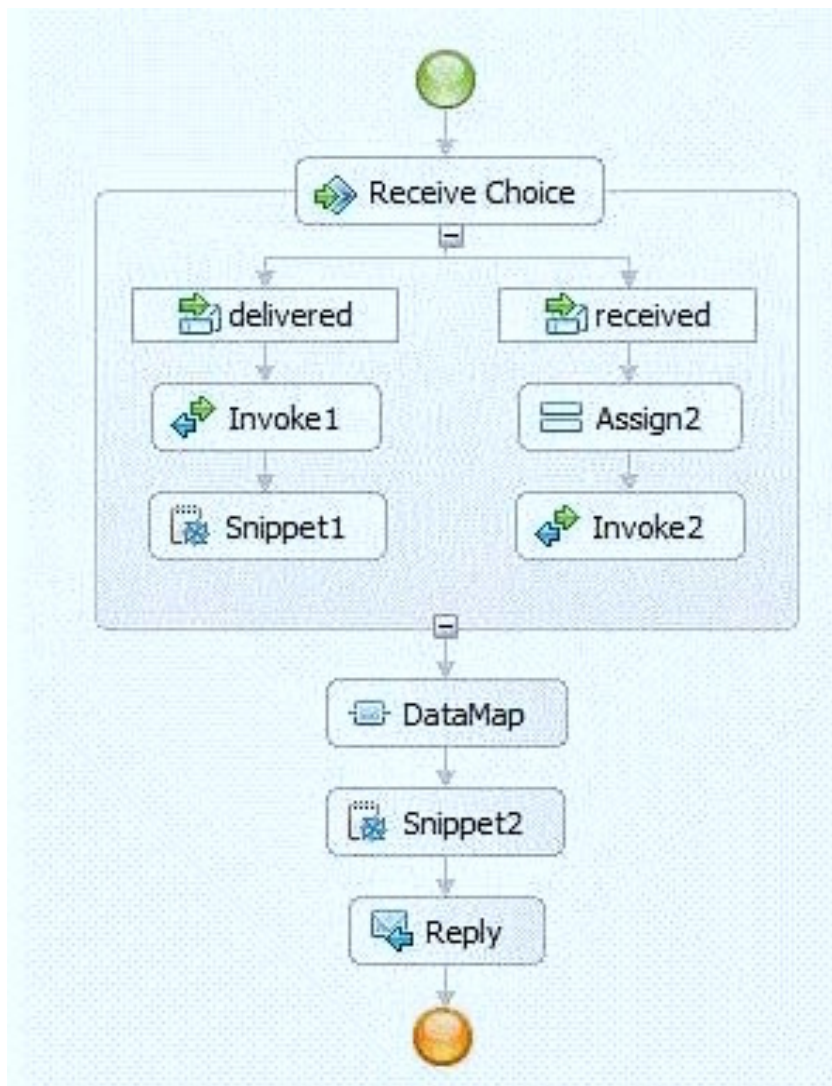 Receive Choice
delivered
received
Invoke1
Assign2
Snippet1
Invoke2
DataMap
Snippet2
Reply